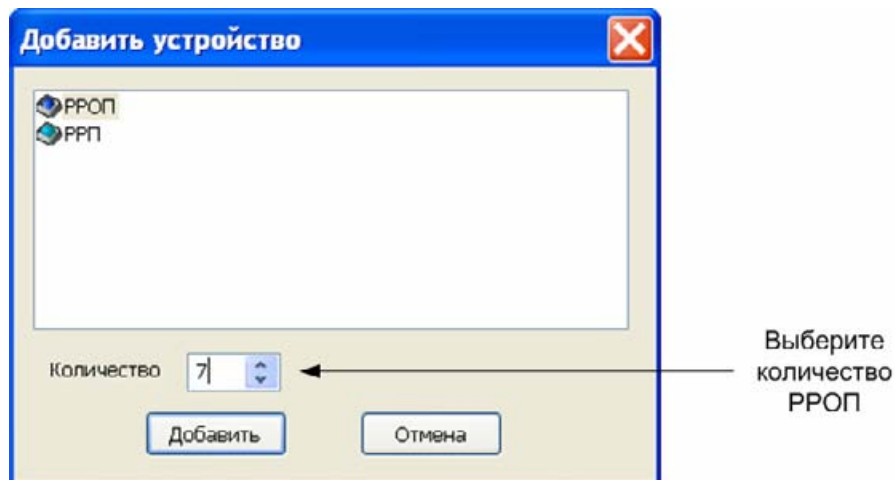 Добавить устройство
РРОП
РРП
Количество 7
Выберите
количество
РРОП
Добавить Отмена